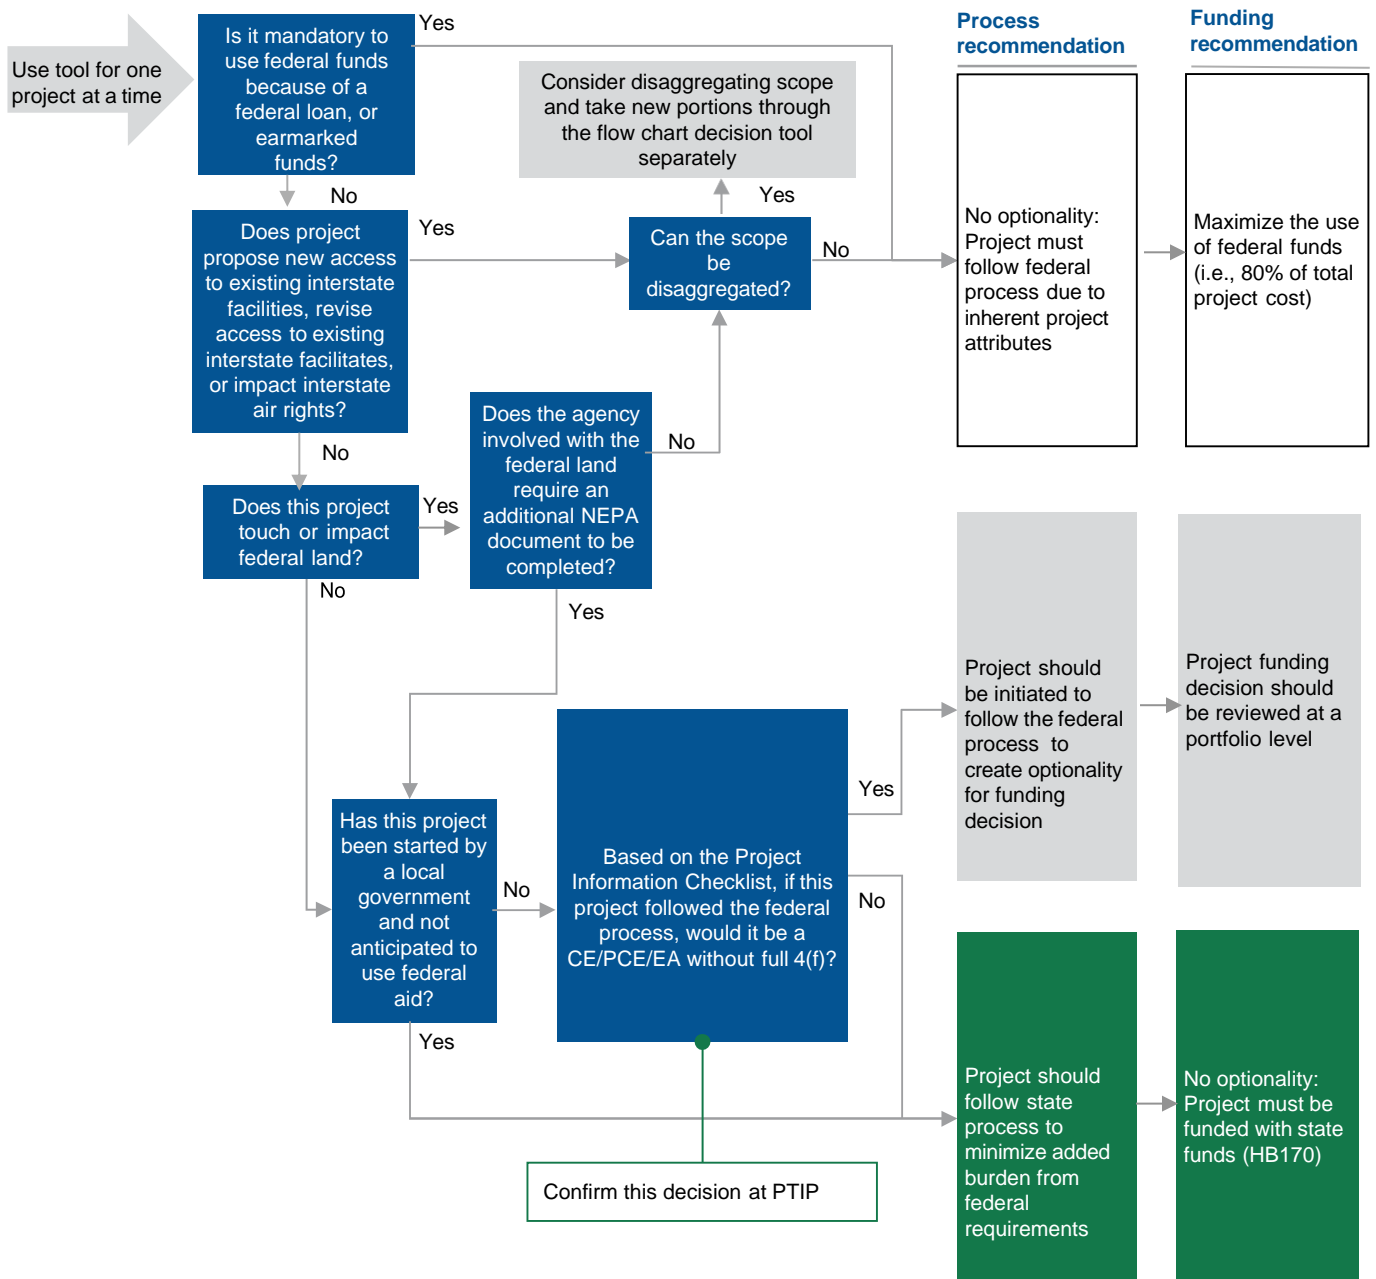 Use tool for one
project at a time
Is it mandatory to
use federal funds
because of a
federal loan, or
earmarked
funds?
Yes
No
Consider disaggregating scope
and take new portions through
the flow chart decision tool
separately
Process
recommendation
Funding
recommendation
Does project
propose new access
to existing interstate
facilities, revise
access to existing
interstate facilitates,
or impact interstate
air rights?
Yes
No
Can the scope
be
disaggregated?
Yes
No
No optionality:
Project must
follow federal
process due to
inherent project
attributes
Maximize the use
of federal funds
(i.e., 80% of total
project cost)
Does this project
touch or impact
federal land?
Yes
No
Does the agency
involved with the
federal land
require an
additional NEPA
document to be
completed?
No
Yes
Project should
be initiated to
follow the federal
process to
create optionality
for funding
decision
Project funding
decision should
be reviewed at a
portfolio level
Has this project
been started by
a local
government
and not
anticipated to
use federal
aid?
No
Yes
Based on the Project
Information Checklist, if this
project followed the federal
process, would it be a
CE/PCE/EA without full 4(f)?
Yes
No
Confirm this decision at PTIP
Project should
follow state
process to
minimize added
burden from
federal
requirements
No optionality:
Project must be
funded with state
funds (HB170)